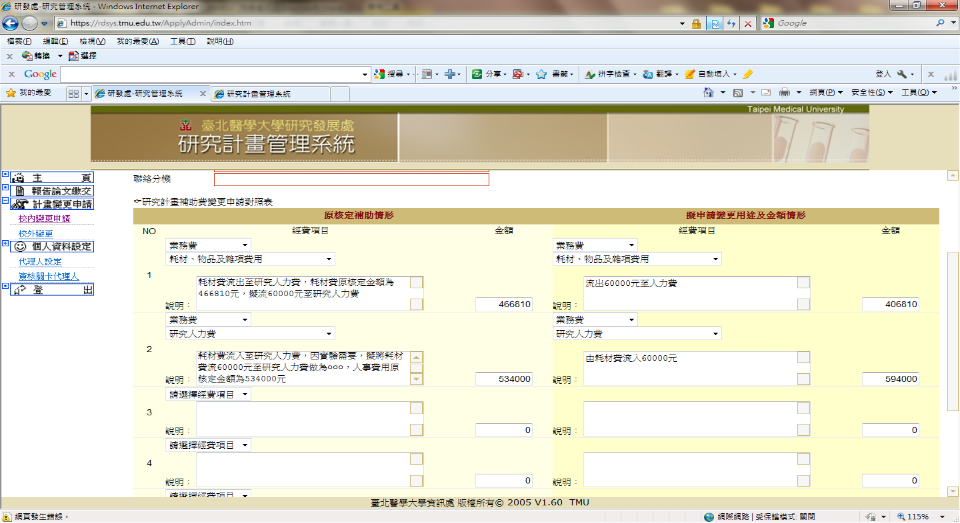 研發處-研究管理系統 - Windows Internet Explorer
https://rdsys.tmu.edu.tw/ApplyAdmin/index.htm
Google
檔案(F) 編輯(E) 檢視(V) 我的最愛(A) 工具(T) 說明(H)
轉換 選擇
Google 搜尋 分享 書籤 拼字檢查 翻譯 自動填入 登入
我的最愛 研發處-研究管理系統 研究計畫管理系統 網頁(P) 安全性(S) 工具(O)
Taipei Medical University
臺北醫學大學研究發展處
研究計畫管理系統
主 頁
報告論文繳交
計畫變更申請
校內變更申請
校外變更
個人資料設定
代理人設定
資格關卡代理人
登 出
聯絡分機
研究計畫補助費變更申請對照表
原核定補助情形 擬申請變更用途及金額情形
NO 經費項目 金額 經費項目 金額
業務費 業務費
耗材、物品及雜項費用 耗材、物品及雜項費用
1
耗材費流出至研究人力費，耗材費原核定金額為
466810元，擬流60000元至研究人力費
說明： 466810
流出60000元至人力費
說明： 406810
業務費 業務費
研究人力費 研究人力費
2
耗材費流入至研究人力費，因實驗需要，擬將耗材
費流60000元至研究人力費做為ooo，人事費用原
核定金額為534000元
說明： 534000
由耗材費流入60000元
說明： 594000
請選擇經費項目
3
說明： 0 說明： 0
請選擇經費項目
4
說明： 0 說明： 0
請選擇經費項目
臺北醫學大學資訊處 版權所有© 2005 V1.60 TMU
網頁發生錯誤。 網際網路 | 受保護模式: 關閉 115%